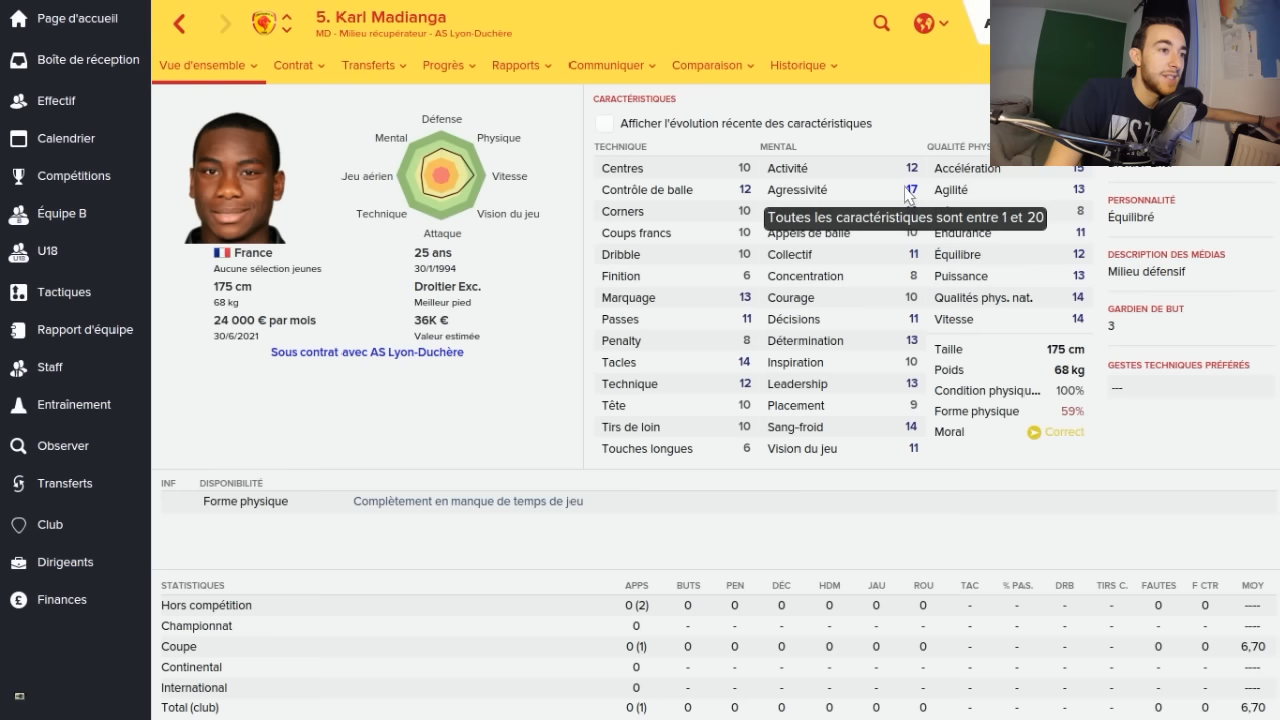 Page d'accueil
Boîte de réception
Effectif
Calendrier
Compétitions
Équipe B
U18
Tactiques
Rapport d'équipe
Staff
Entraînement
Observer
Transferts
Club
Dirigeants
Finances
5. Karl Madianga
MD - Milieu récupérateur - AS Lyon-Duchère
Vue d'ensemble Contrat Transferts Progrès Rapports Communiquer Comparaison Historique
Défense
Mental Physique
Jeu aérien Vitesse
Technique Vision du jeu
Attaque
France 25 ans
Aucune sélection jeunes 30/1/1994
175 cm Droitier Exc.
68 kg Meilleur pied
24 000 € par mois 36K €
30/6/2021 Valeur estimée
Sous contrat avec AS Lyon-Duchère
CARACTÉRISTIQUES
Afficher l'évolution récente des caractéristiques
TECHNIQUE MENTAL QUALITÉ PHYS
Centres 10 Activité 12 Accélération 15
Contrôle de balle 12 Agressivité 17 Agilité 13
Corners 10 Toutes les caractéristiques sont entre 1 et 20 8
Coups francs 10 Appels de balle 10 Endurance 11
Dribble 10 Collectif 11 Équilibre 12
Finition 6 Concentration 8 Puissance 13
Marquage 13 Courage 10 Qualités phys. nat. 14
Passes 11 Décisions 11 Vitesse 14
Penalty 8 Détermination 13
Tacles 14 Inspiration 10
Technique 12 Leadership 13
Tête 10 Placement 9
Tirs de loin 10 Sang-froid 14
Touches longues 6 Vision du jeu 11
Taille 175 cm
Poids 68 kg
Condition physiqu... 100%
Forme physique 59%
Moral Correct
PERSONNALITÉ
Équilibré
DESCRIPTION DES MÉDIAS
Milieu défensif
GARDIEN DE BUT
3
GESTES TECHNIQUES PRÉFÉRÉS
---
INF DISPONIBILITÉ
Forme physique Complètement en manque de temps de jeu
STATISTIQUES APPS BUTS PEN DÉC HDM JAU ROU TAC % PAS. DRB TIRS C. FAUTES F CTR MOY
Hors compétition 0 (2) 0 0 0 0 0 0 - - - - 0 0 ----
Championnat 0 - - - - - - - - - - - - ----
Coupe 0 (1) 0 0 0 0 0 0 - - - - 0 0 6,70
Continental 0 - - - - - - - - - - - - ----
International 0 - - - - - - - - - - - - ----
Total (club) 0 (1) 0 0 0 0 0 0 - - - - 0 0 6,70